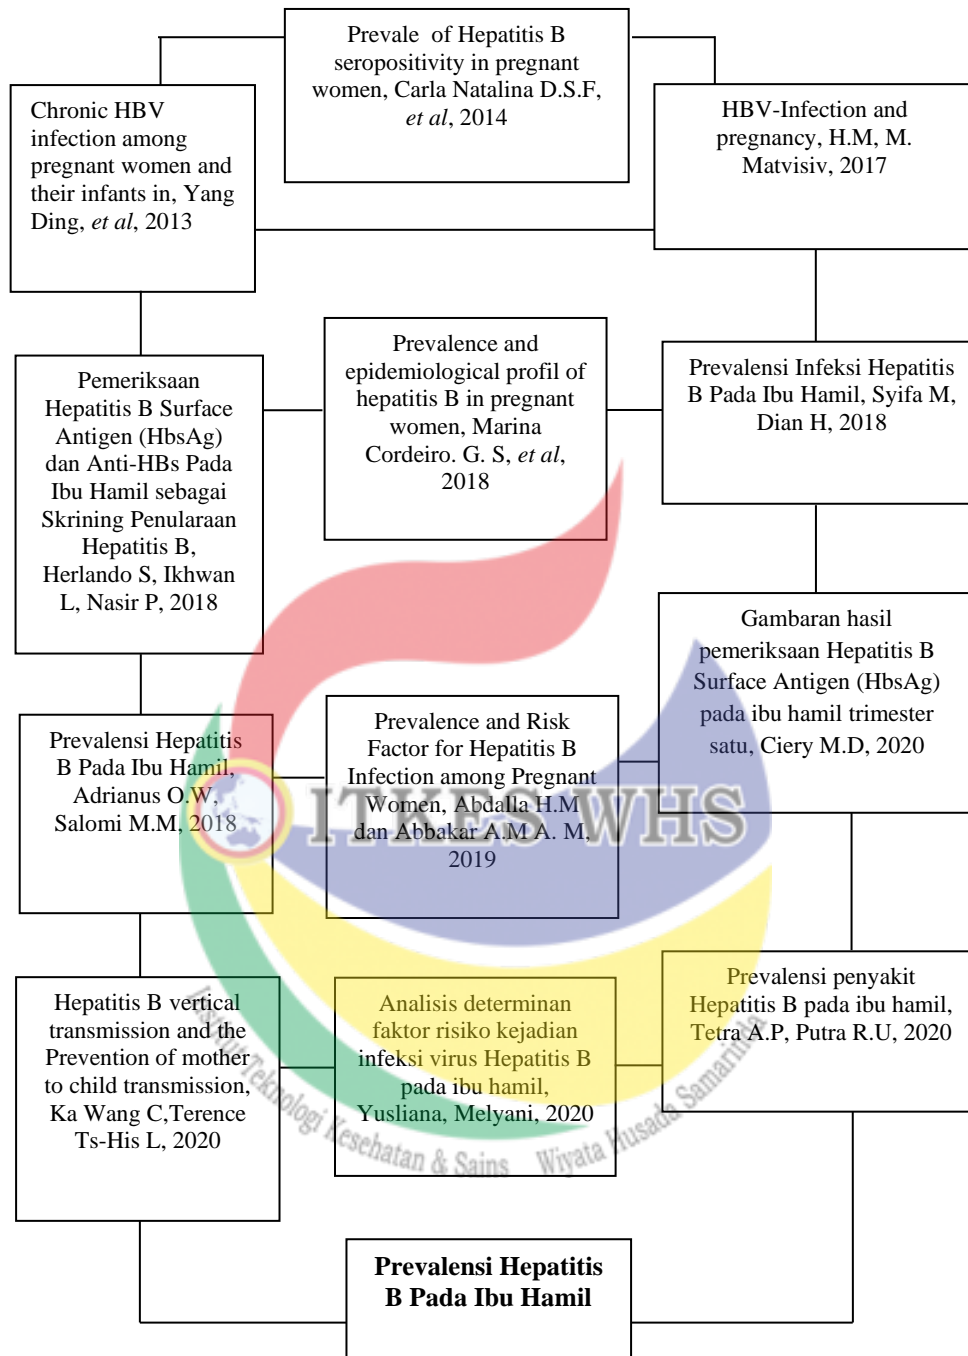 Prevale of Hepatitis B
seropositivity in pregnant
women, Carla Natalina D.S.F,
et al, 2014
Chronic HBV
infection among
pregnant women and
their infants in, Yang
Ding, et al, 2013
HBV-Infection and
pregnancy, H.M, M.
Matvisiv, 2017
Pemeriksaan
Hepatitis B Surface
Antigen (HbsAg)
dan Anti-HBs Pada
Ibu Hamil sebagai
Skrining Penularaan
Hepatitis B,
Herlando S, Ikhwan
L, Nasir P, 2018
Prevalence and
epidemiological profil of
hepatitis B in pregnant
women, Marina
Cordeiro. G. S, et al,
2018
Prevalensi Infeksi Hepatitis
B Pada Ibu Hamil, Syifa M,
Dian H, 2018
Gambaran hasil
pemeriksaan Hepatitis B
Surface Antigen (HbsAg)
pada ibu hamil trimester
satu, Ciery M.D, 2020
Prevalensi Hepatitis
B Pada Ibu Hamil,
Adrianus O.W,
Salomi M.M, 2018
Prevalence and Risk
Factor for Hepatitis B
Infection among Pregnant
Women, Abdalla H.M
dan Abbakar A.M A. M,
2019
ITKES WHS
Hepatitis B vertical
transmission and the
Prevention of mother
to child transmission,
Ka Wang C,Terence
Ts-His L, 2020
Analisis determinan
faktor risiko kejadian
infeksi virus Hepatitis B
pada ibu hamil,
Yusliana, Melyani, 2020
Prevalensi penyakit
Hepatitis B pada ibu hamil,
Tetra A.P, Putra R.U, 2020
Institut Teknologi Kesehatan & Sains Wiyata Husada Samarinda
Prevalensi Hepatitis
B Pada Ibu Hamil